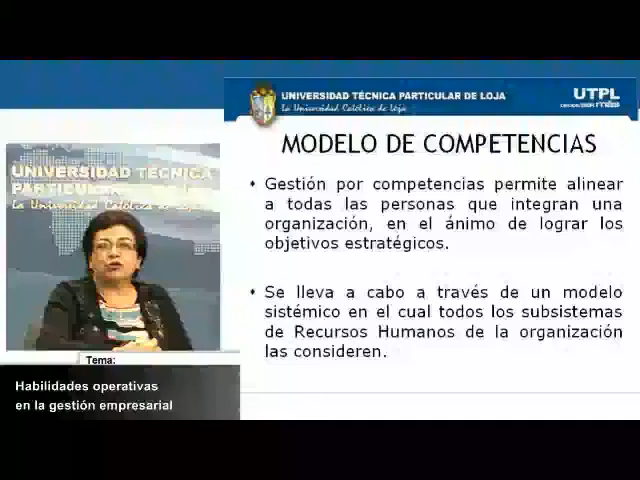 UNIVERSIDAD TÉCNICA PARTICULAR DE LOJA
La Universidad Católica de Loja
UTPL
MODELO DE COMPETENCIAS
• Gestión por competencias permite alinear
a todas las personas que integran una
organización, en el ánimo de lograr los
objetivos estratégicos.
• Se lleva a cabo a través de un modelo
sistémico en el cual todos los subsistemas
de Recursos Humanos de la organización
las consideren.
UNIVERSIDAD TÉCNICA
PARTICULAR
La Universidad Católica de Loja
Tema:
Habilidades operativas
en la gestión empresarial